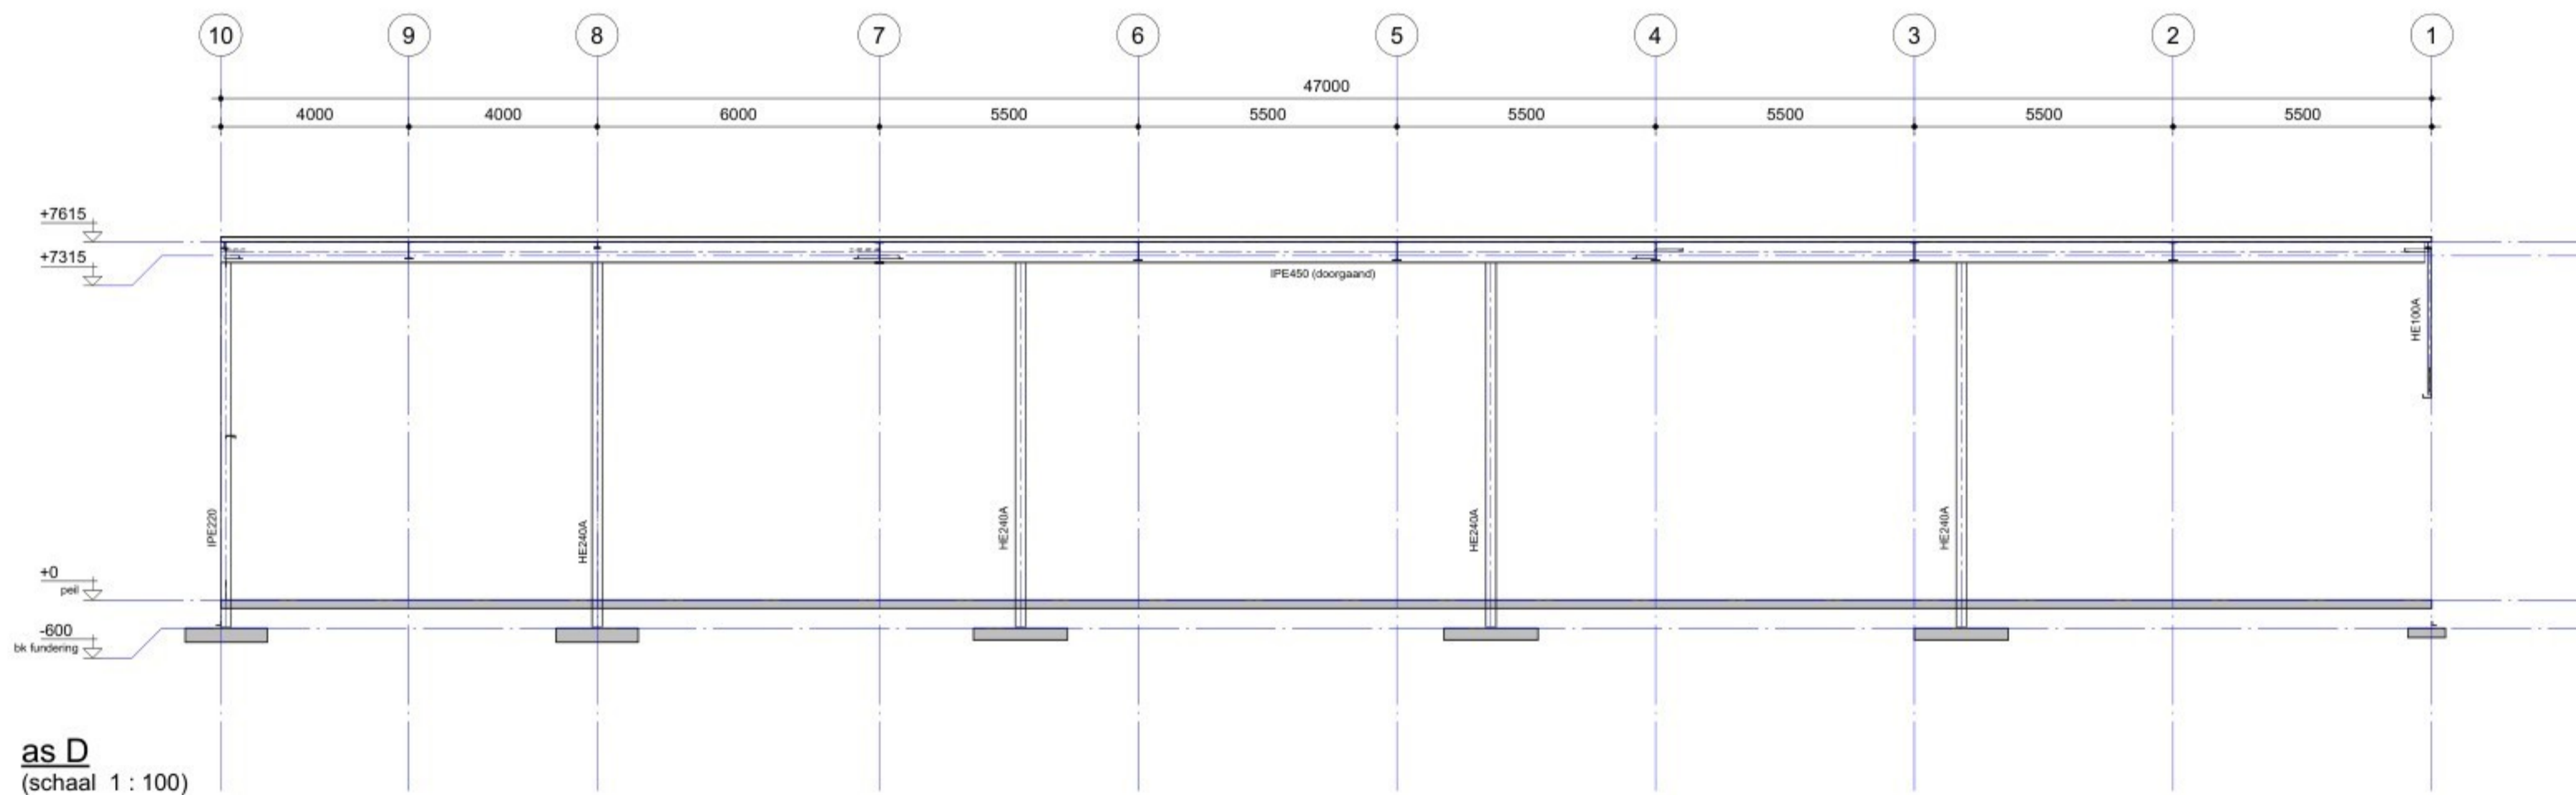 10 9 8 7 6 5 4 3 2 1
47000
4000 4000 6000 5500 5500 5500 5500 5500 5500
+7615
+7315
IPE450 (doorgaand)
HE100A
IPE220
HE240A
HE240A
HE240A
HE240A
+0
peil
-600
bk fundering
as D
(schaal 1 : 100)